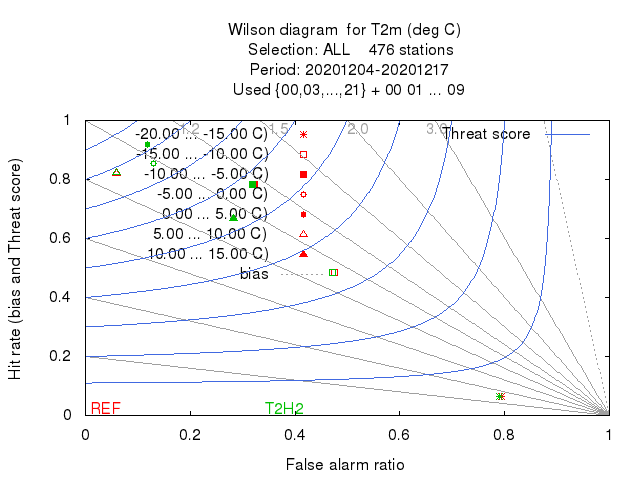 Wilson diagram  for T2m (deg C)
Selection: ALL    476 stations
Period: 20201204-20201217
Used {00,03,...,21} + 00 01 ... 09
1
0.8
0.6
0.4
0.2
0
Hit rate (bias and Threat score)
1.2
1.5
2.0
3.0
Threat score
-20.00 ... -15.00 C)
-15.00 ... -10.00 C)
-10.00 ... -5.00 C)
-5.00 ... 0.00 C)
0.00 ... 5.00 C)
5.00 ... 10.00 C)
10.00 ... 15.00 C)
bias
REF
T2H2
0
0.2
0.4
0.6
0.8
1
False alarm ratio